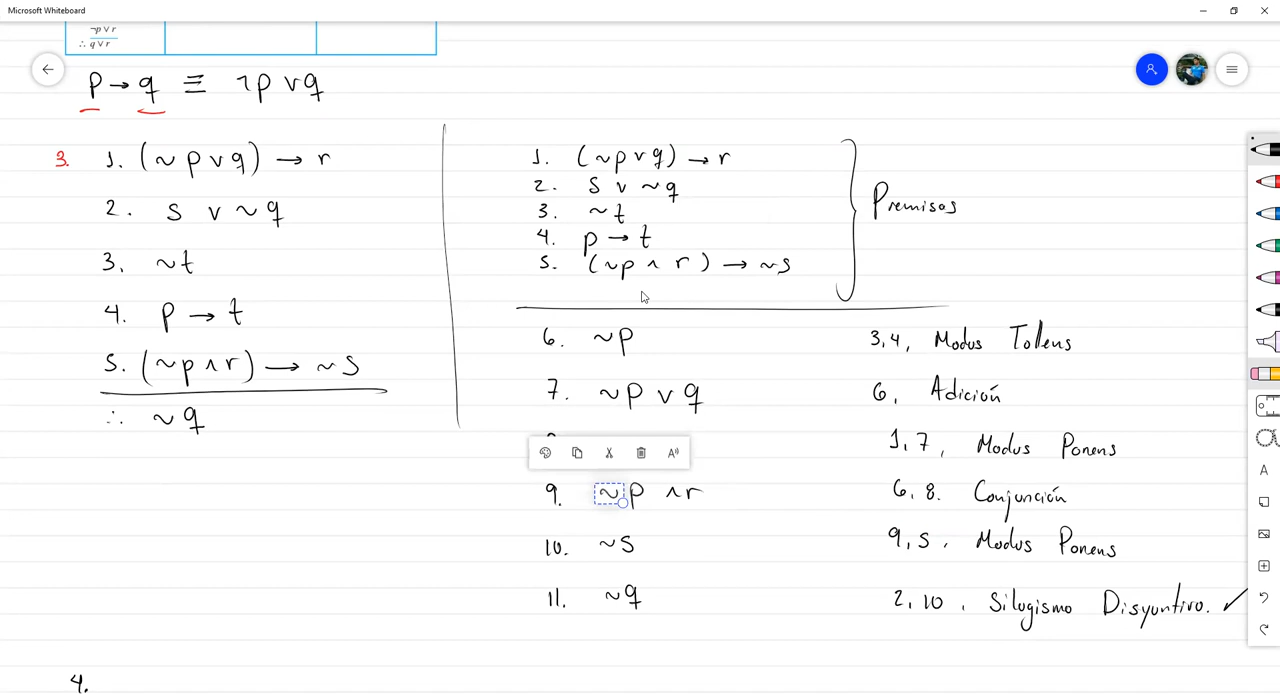 Microsoft Whiteboard
¬p ∨ r
∴ q ∨ r
p → q ≡ ¬p ∨ q
3. 1. (~p ∨ q) → r
2. s ∨ ~q
3. ~t
4. p → t
5. (~p ∧ r) → ~s
∴ ~q
1. (~p ∨ q) → r
2. s ∨ ~q
3. ~t
4. p → t
5. (~p ∧ r) → ~s
Premisas
6. ~p 3,4, Modus Tollens
7. ~p ∨ q 6, Adición
1,7, Modus Ponens
9. ~p ∧ r 6, 8. Conjunción
10. ~s 9,5. Modus Ponens
11. ~q 2,10. Silogismo Disyuntivo. ✓
4.